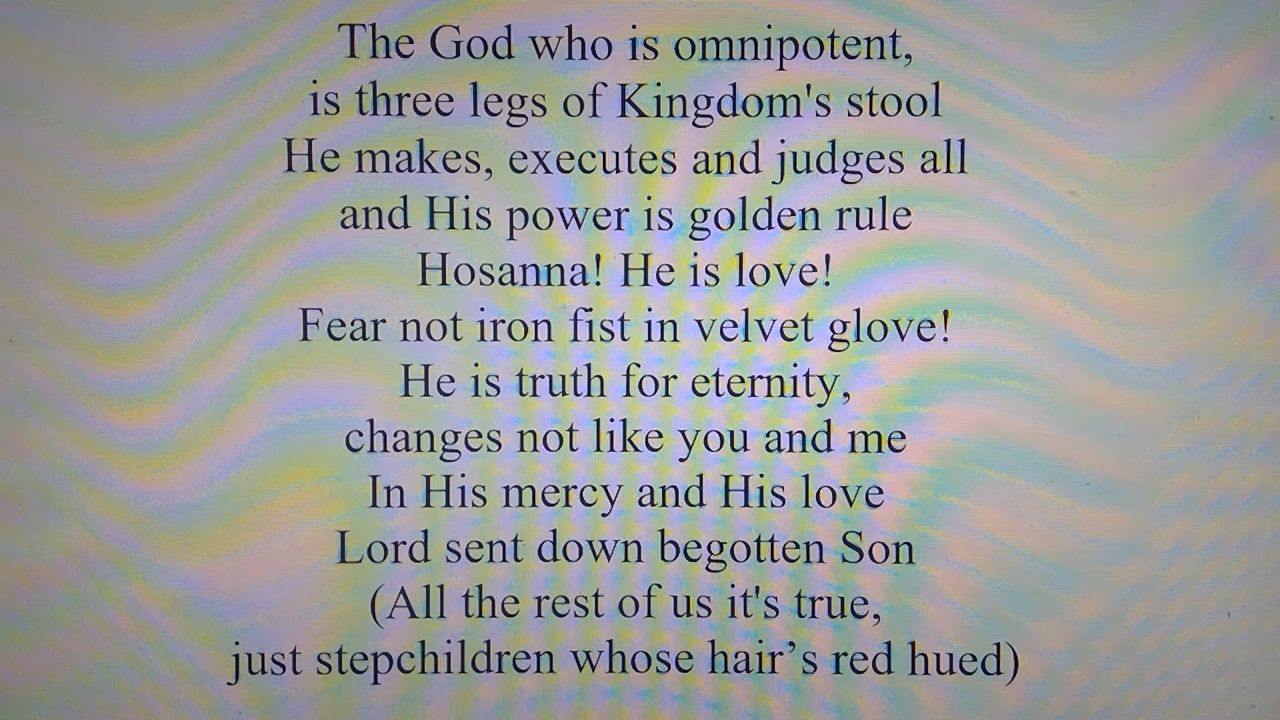 The God who is omnipotent,
is three legs of Kingdom's stool
He makes, executes and judges all
and His power is golden rule
Hosanna! He is love!
Fear not iron fist in velvet glove!
He is truth for eternity,
changes not like you and me
In His mercy and His love
Lord sent down begotten Son
(All the rest of us it's true,
just stepchildren whose hair’s red hued)